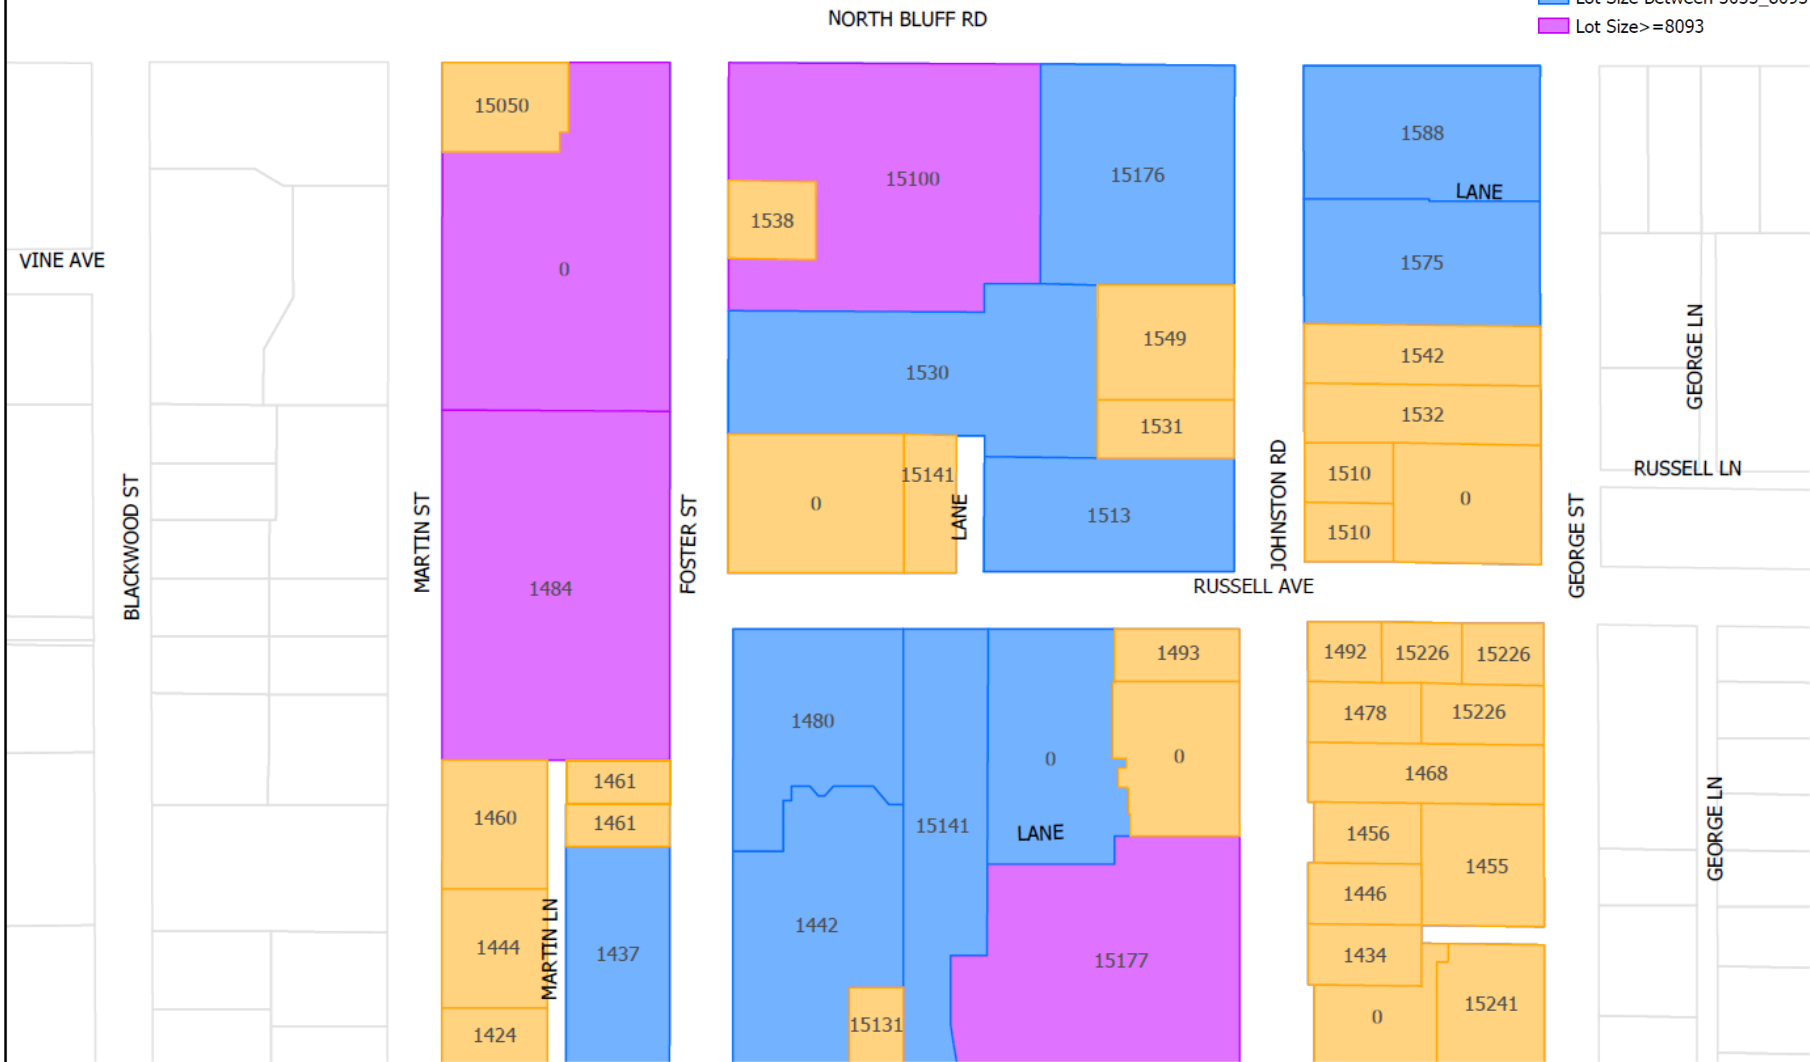 NORTH BLUFF RD
Lot Size>=8093
15050
15100
15176
1588
LANE
1538
VINE AVE
0
1575
1549
1542
GEORGE LN
1530
1532
1531
BLACKWOOD ST
MARTIN ST
FOSTER ST
0
15141
LANE
1513
JOHNSTON RD
1510
0
1510
GEORGE ST
RUSSELL LN
1484
RUSSELL AVE
1493
1492
15226
15226
1480
1478
15226
0
0
1468
1461
1460
1461
15141
LANE
1456
1455
GEORGE LN
1446
1442
1444
MARTIN LN
1437
15177
1434
15131
0
15241
1424